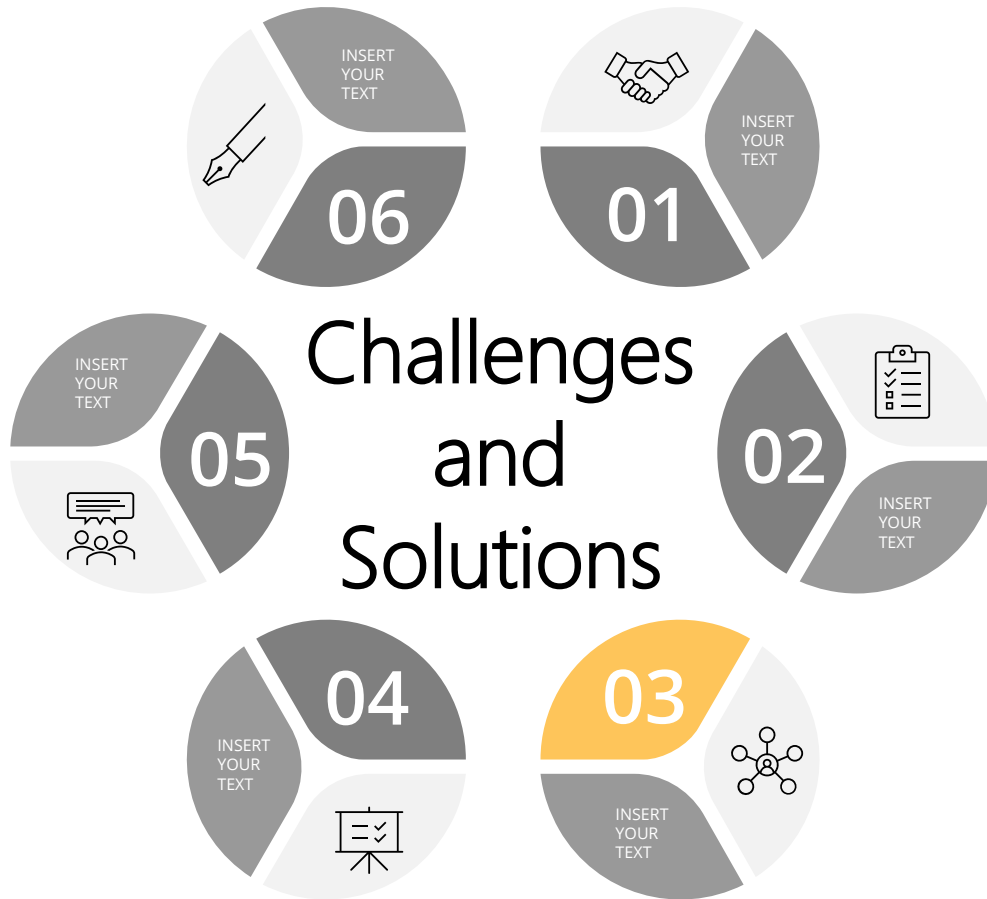 Challenges
and
Solutions
01
INSERT
YOUR
TEXT
02
INSERT
YOUR
TEXT
03
INSERT
YOUR
TEXT
04
INSERT
YOUR
TEXT
05
INSERT
YOUR
TEXT
06
INSERT
YOUR
TEXT